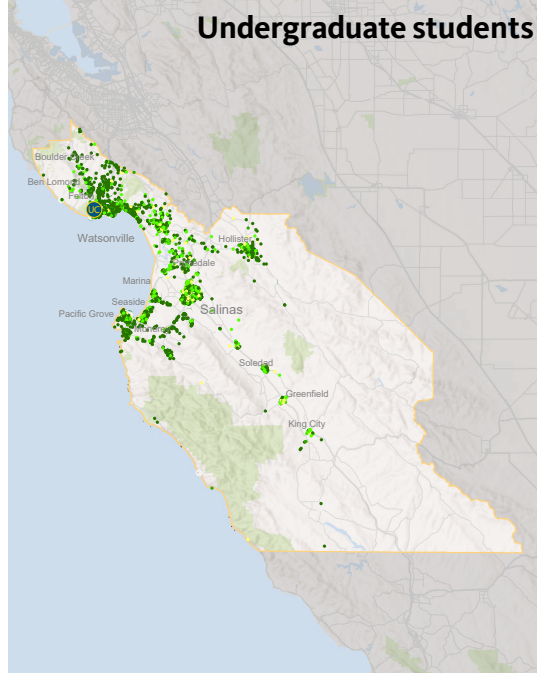 Undergraduate students
Boulder Creek
Ben Lomond
Felton
UC
Watsonville
Hollister
Prunedale
Marina
Seaside
Salinas
Pacific Grove
Monterey
Soledad
Greenfield
King City